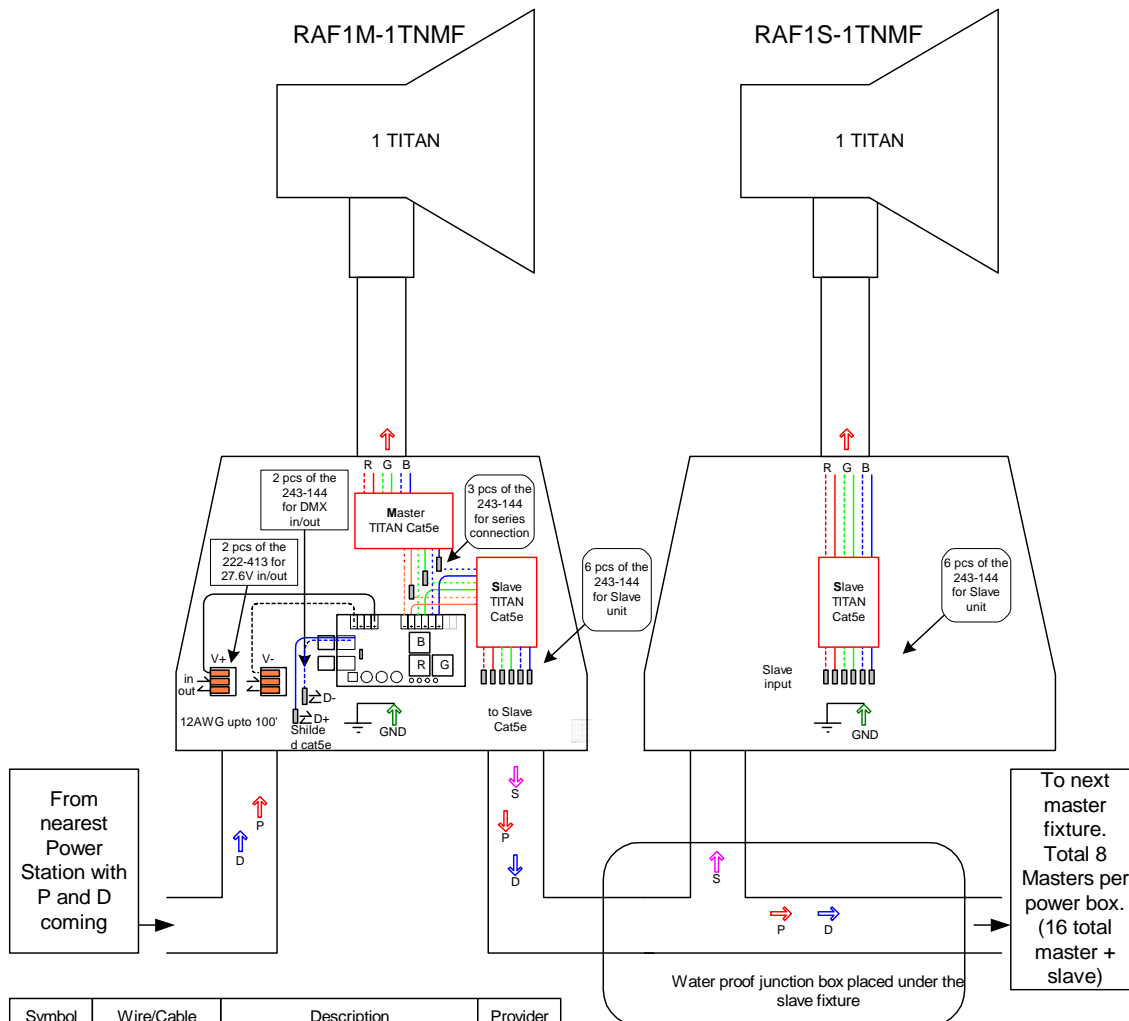 RAF1M-1TNMF
RAF1S-1TNMF
1 TITAN
1 TITAN
R G B
R G B
2 pcs of the
243-144
for DMX
in/out
3 pcs of the
243-144
for series
connection
Master
TITAN Cat5e
2 pcs of the
222-413 for
27.6V in/out
6 pcs of the
243-144
for Slave
unit
6 pcs of the
243-144
for Slave
unit
Slave
TITAN
Cat5e
Slave
TITAN
Cat5e
B
R G
V+ V-
in
out
D-
D+
12AWG upto 100'
Shilde
d cat5e
GND
to Slave
Cat5e
Slave
input
GND
From
nearest
Power
Station with
P and D
coming
P
D
S
P
D
S
P D
To next
master
fixture.
Total 8
Masters per
power box.
(16 total
master +
slave)
Water proof junction box placed under the
slave fixture
Symbol Wire/Cable Description Provider